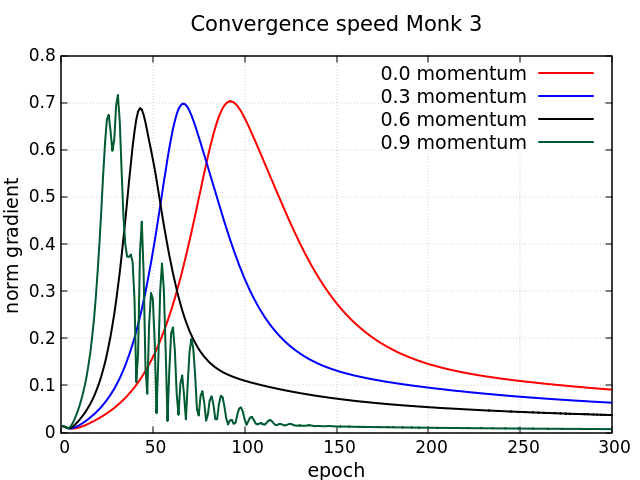 Convergence speed Monk 3
0.0 momentum
0.3 momentum
0.6 momentum
0.9 momentum
norm gradient
0.8
0.7
0.6
0.5
0.4
0.3
0.2
0.1
0
0 50 100 150 200 250 300
epoch